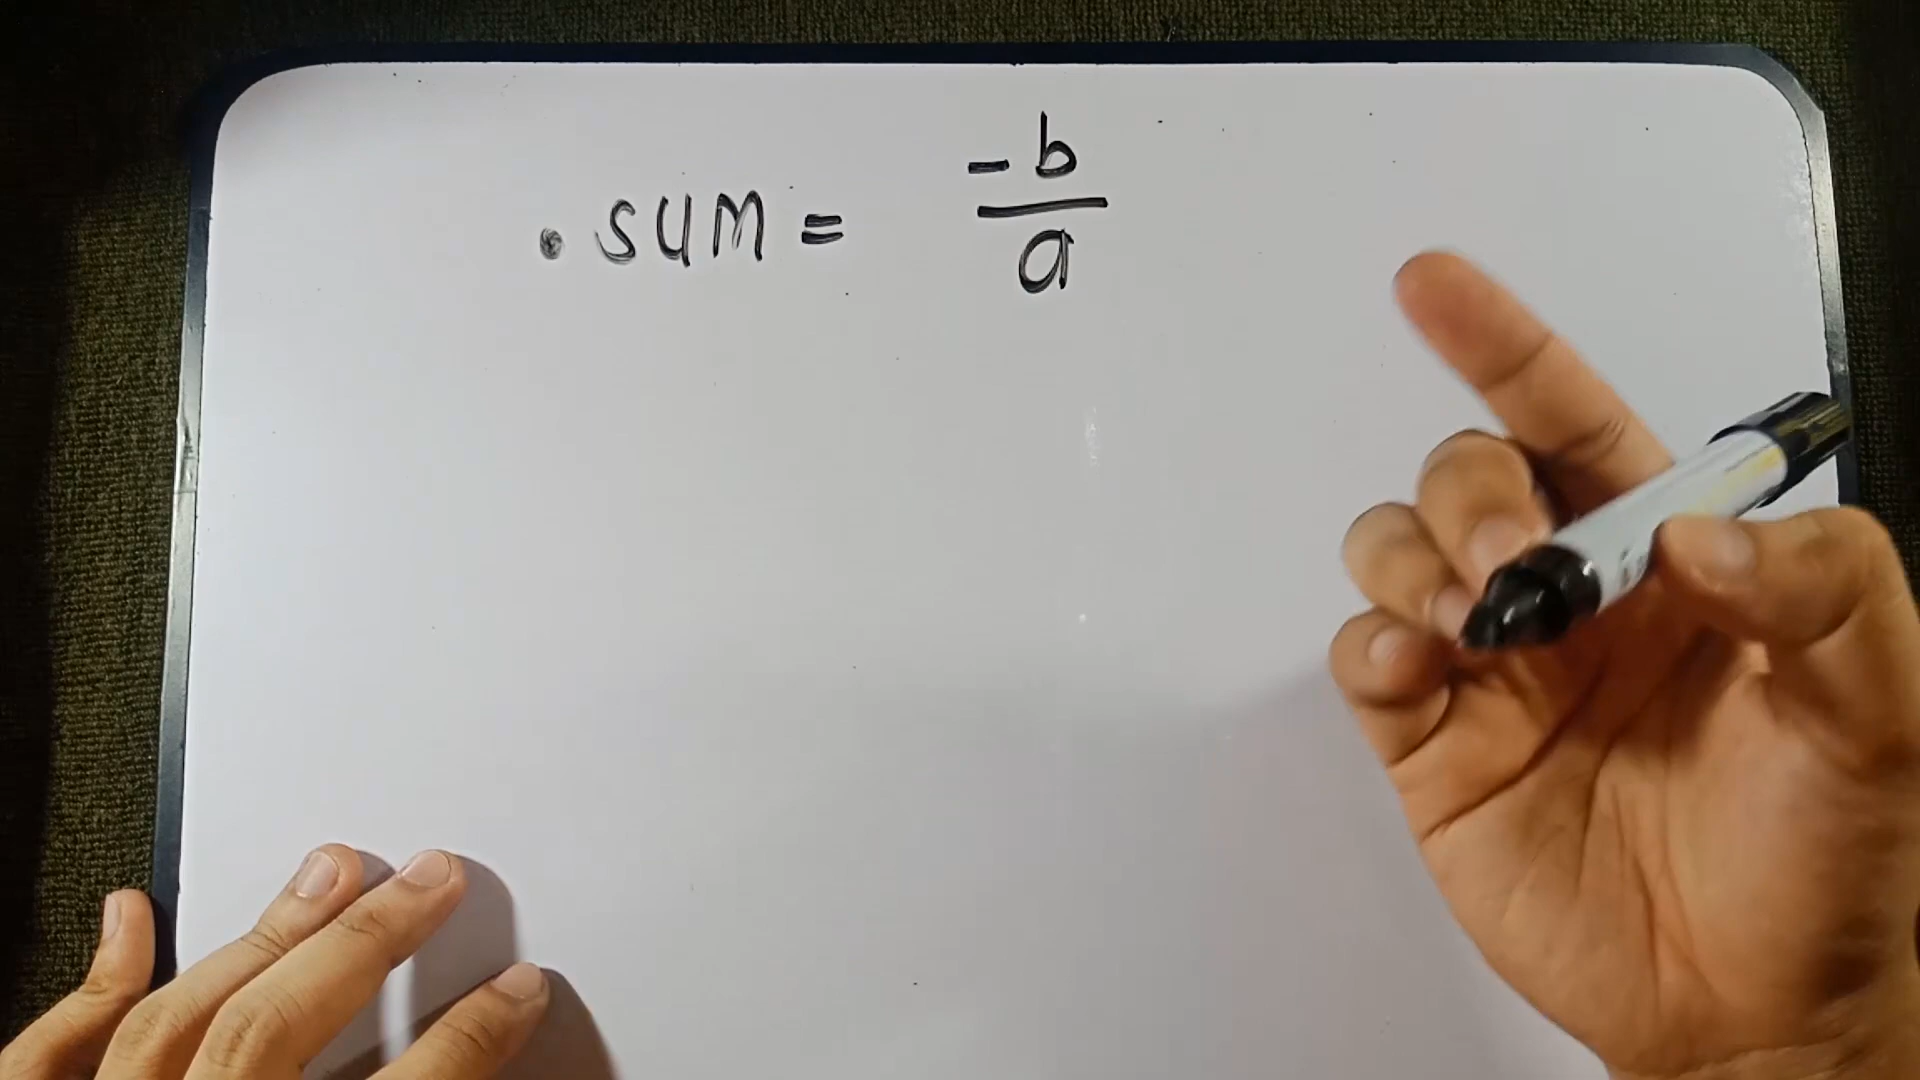 . sum = -b/a